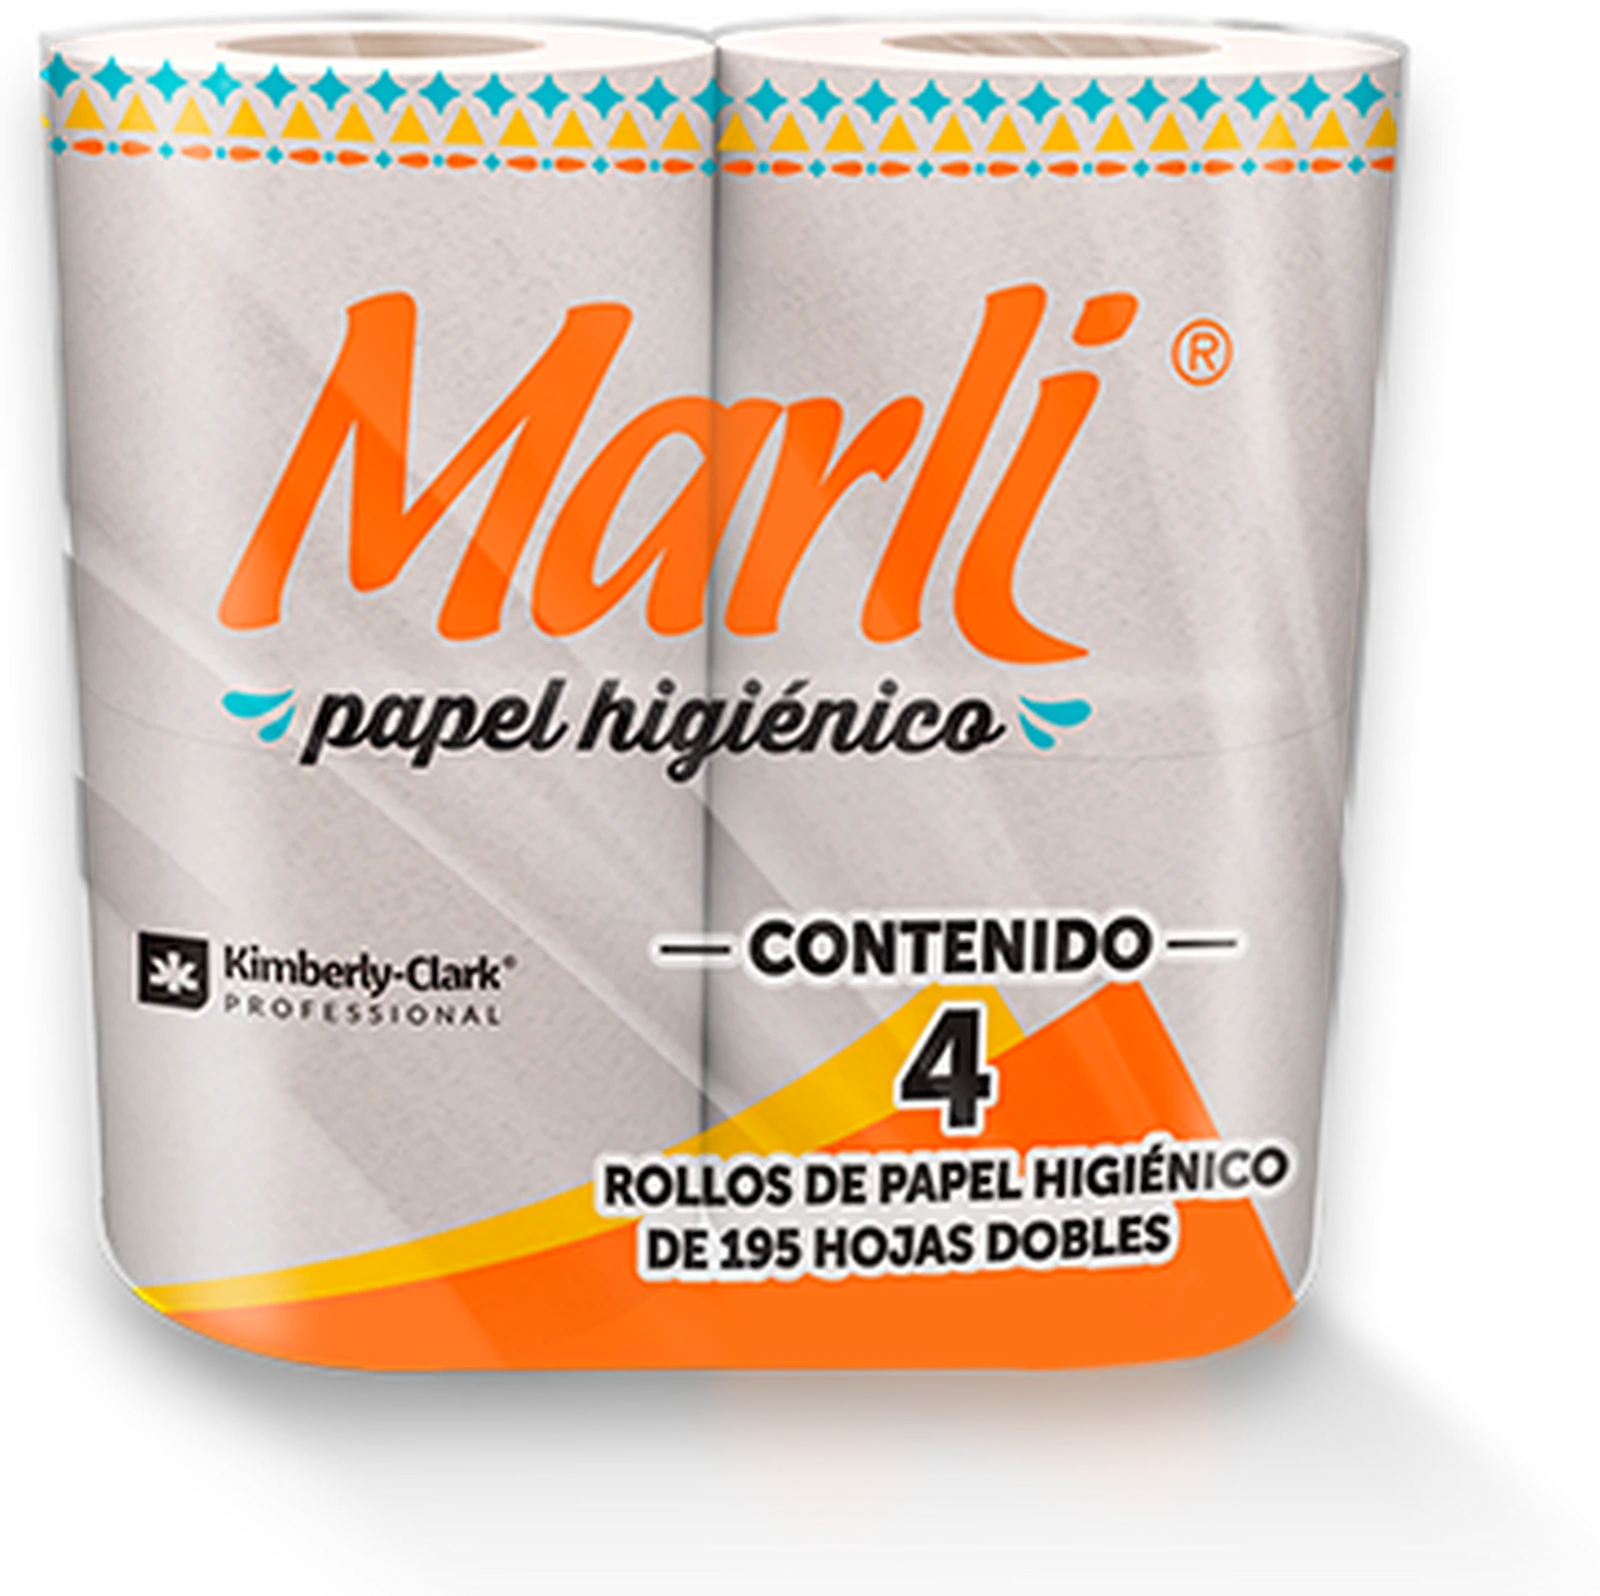 Marli®
papel higiénico
Kimberly-Clark®
PROFESSIONAL
CONTENIDO
4
ROLLOS DE PAPEL HIGIÉNICO
DE 195 HOJAS DOBLES